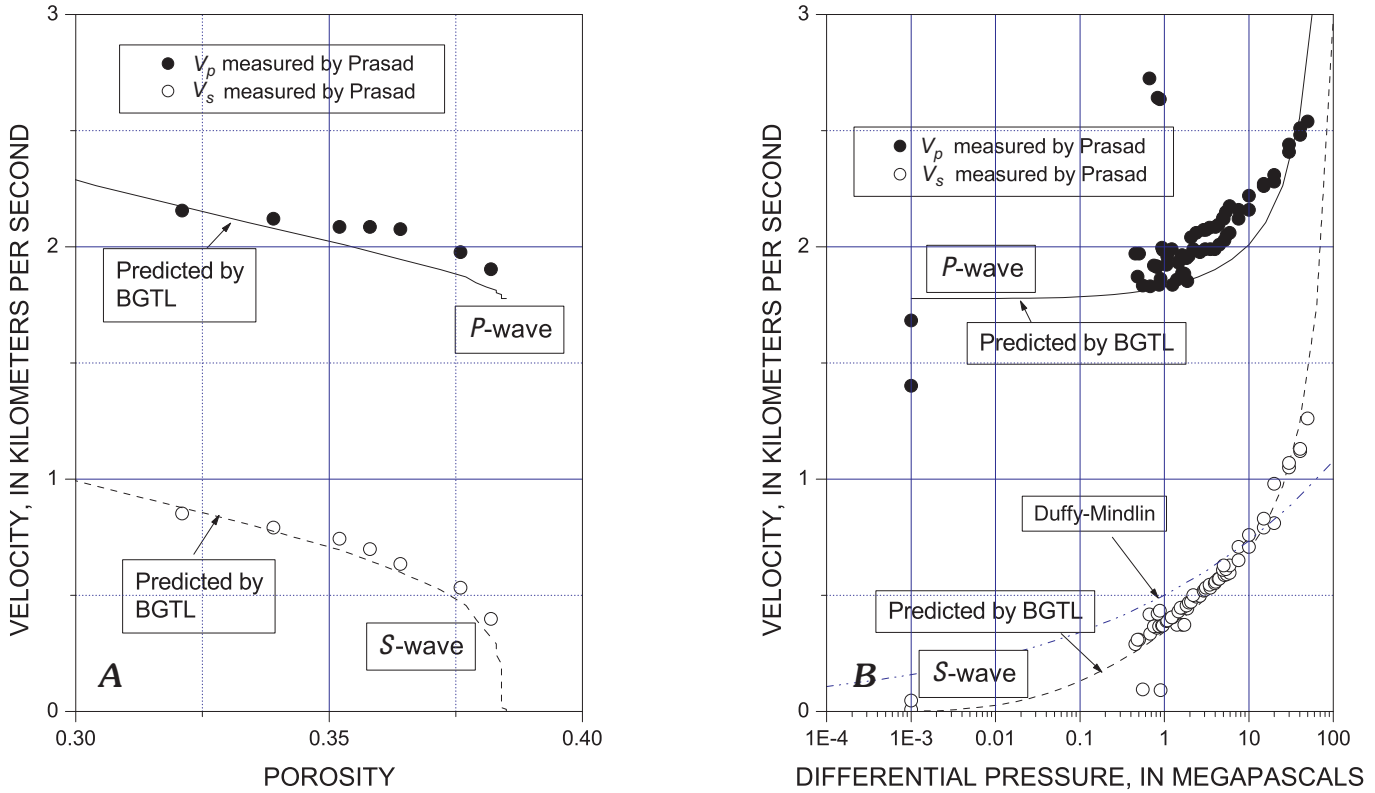 VELOCITY, IN KILOMETERS PER SECOND
3
2
1
0
Vp measured by Prasad
Vs measured by Prasad
Predicted by
BGTL
P-wave
Predicted by
BGTL
S-wave
A
0.30
0.35
0.40
POROSITY
VELOCITY, IN KILOMETERS PER SECOND
3
2
1
0
Vp measured by Prasad
Vs measured by Prasad
P-wave
Predicted by BGTL
Duffy-Mindlin
Predicted by BGTL
S-wave
B
1E-4
1E-3
0.01
0.1
1
10
100
DIFFERENTIAL PRESSURE, IN MEGAPASCALS